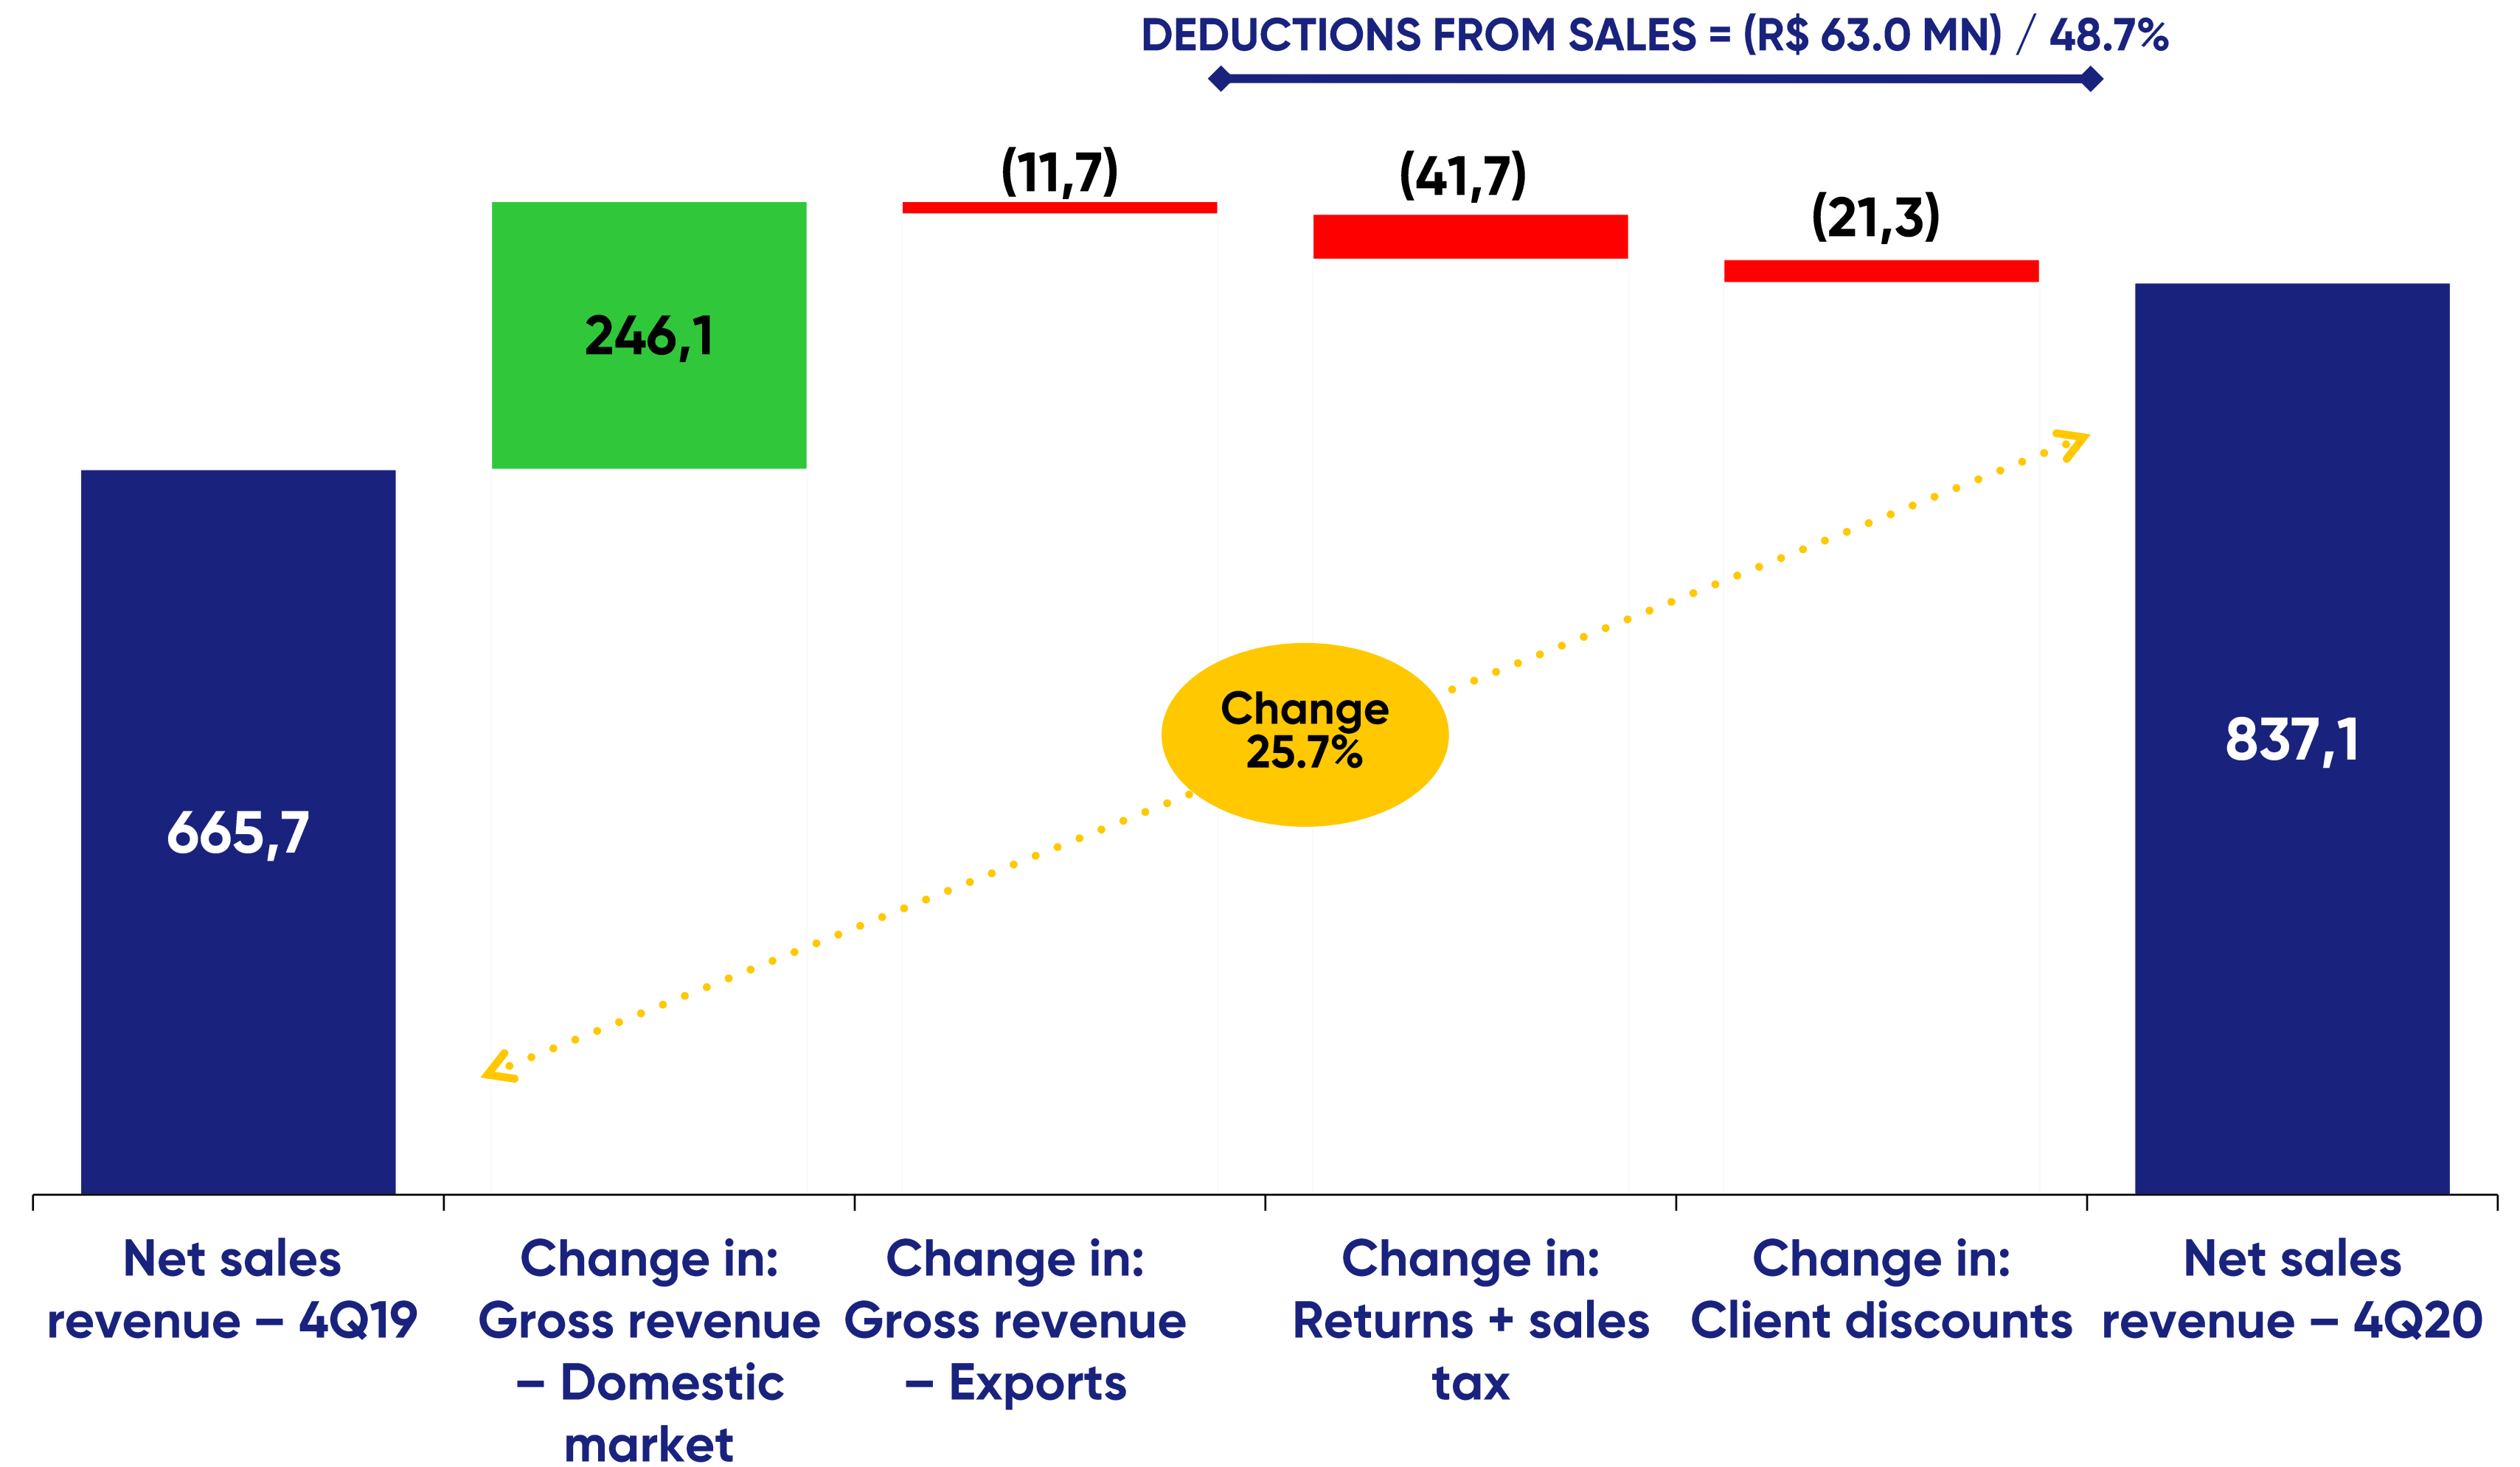 DEDUCTIONS FROM SALES = (R$ 63.0 MN) / 48.7%
(11,7)
(41,7)
(21,3)
246,1
Change
25.7%
837,1
665,7
Net sales
revenue – 4Q19
Change in:
Gross revenue
– Domestic
market
Change in:
Gross revenue
– Exports
Change in:
Returns + sales
tax
Change in:
Client discounts
Net sales
revenue – 4Q20